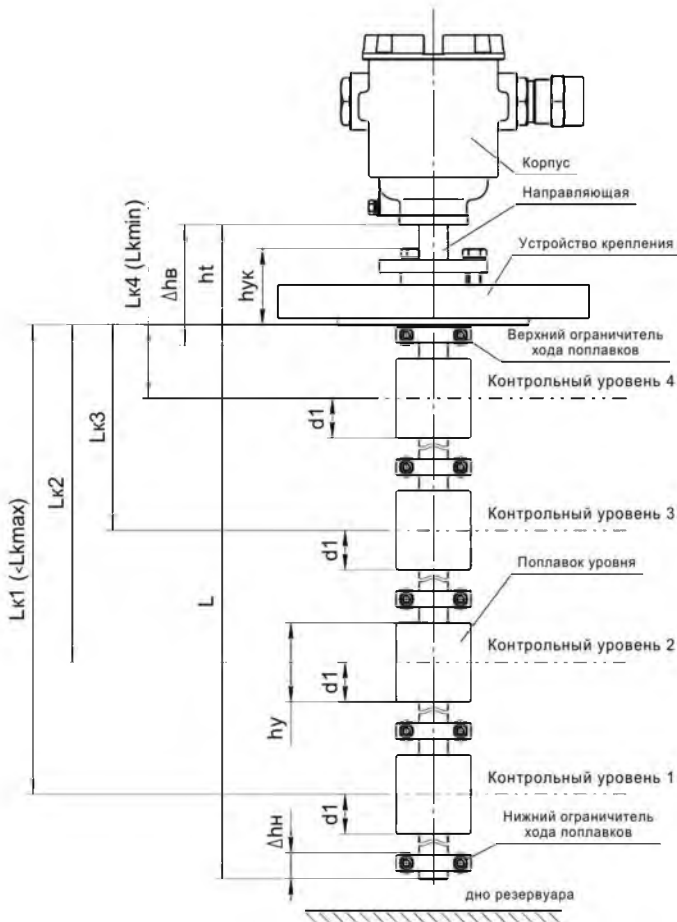 Корпус
Направляющая
Устройство крепления
Верхний ограничитель
хода поплавков
Контрольный уровень 4
Контрольный уровень 3
Поплавок уровня
Контрольный уровень 2
Контрольный уровень 1
Нижний ограничитель
хода поплавков
дно резервуара
Lк4 (Lкmin)
Δhв
ht
hук
Lк3
Lк2
Lк1 (<Lкmax)
L
d1
d1
d1
hу
d1
Δhн